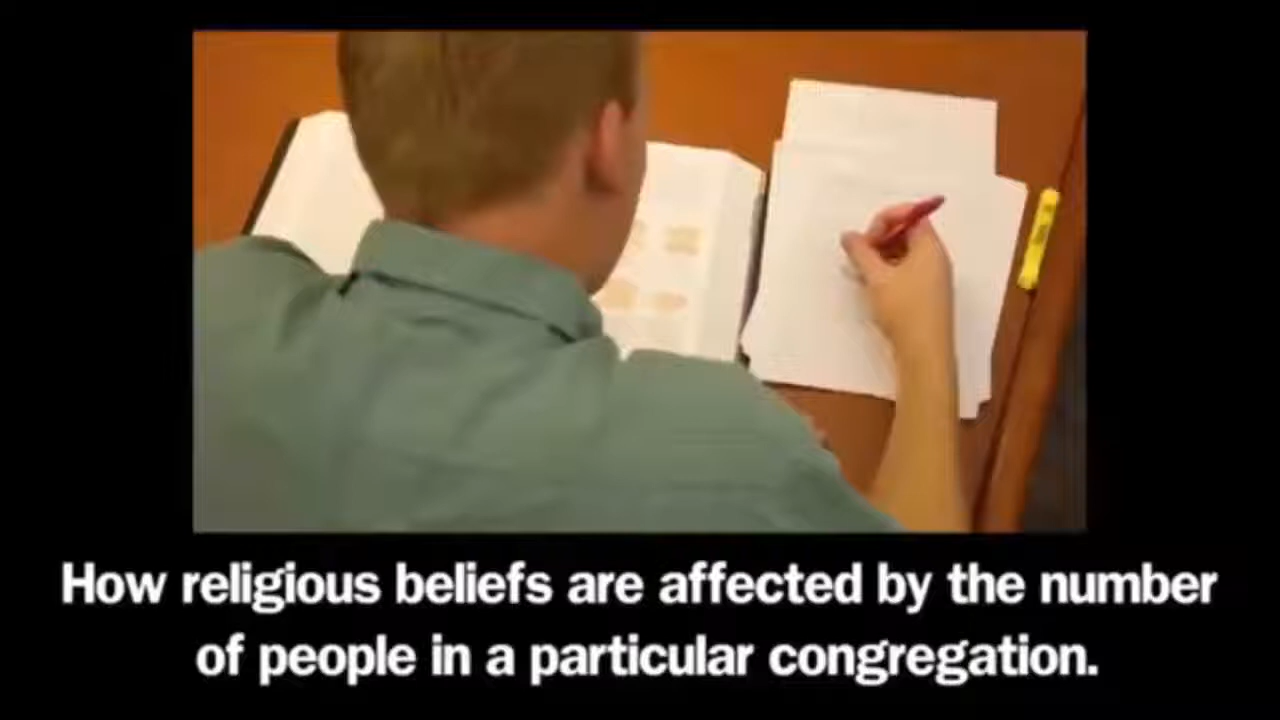 How religious beliefs are affected by the number
of people in a particular congregation.